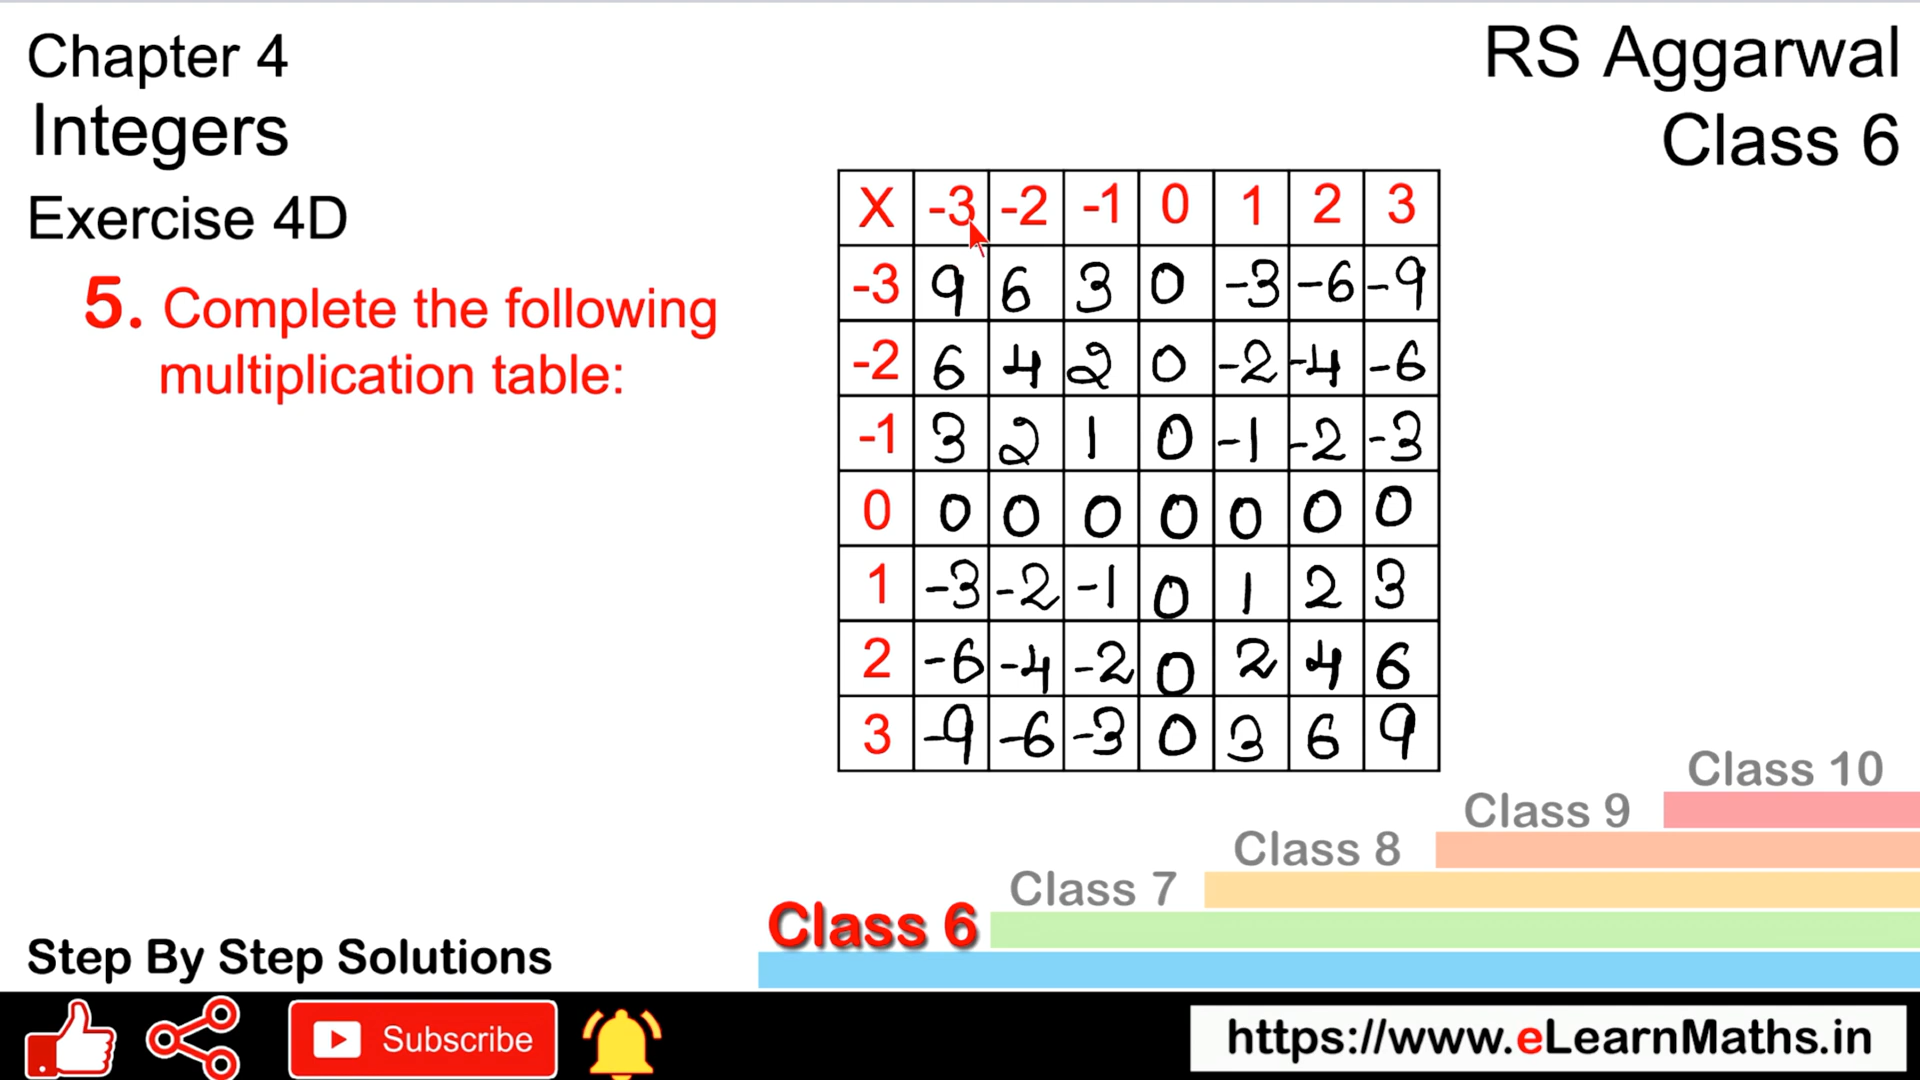 Chapter 4
Integers
Exercise 4D
RS Aggarwal
Class 6
5. Complete the following
multiplication table:
X -3 -2 -1 0 1 2 3
-3 9 6 3 0 -3 -6 -9
-2 6 4 2 0 -2 -4 -6
-1 3 2 1 0 -1 -2 -3
0 0 0 0 0 0 0 0
1 -3 -2 -1 0 1 2 3
2 -6 -4 -2 0 2 4 6
3 -9 -6 -3 0 3 6 9
Class 10
Class 9
Class 8
Class 7
Class 6
Step By Step Solutions
Subscribe
https://www.eLearnMaths.in